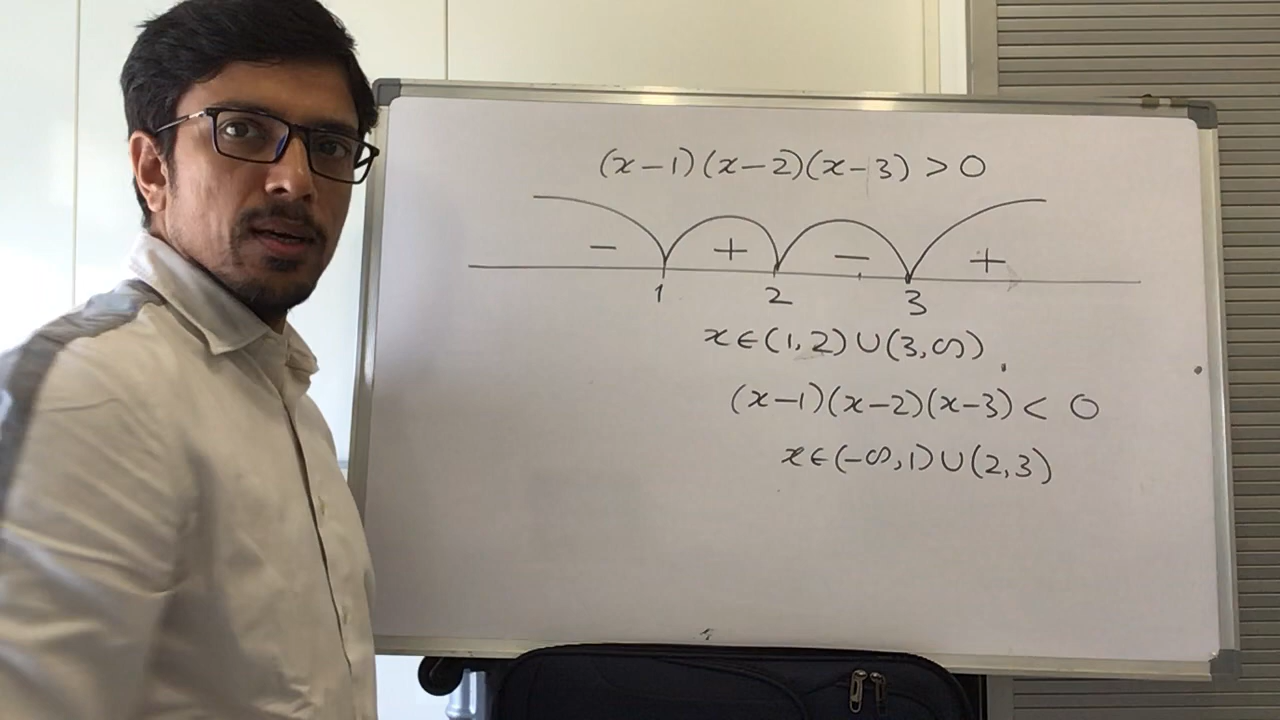 (x-1)(x-2)(x-3) > 0
- + - +
1 2 3
x∈(1,2)∪(3,∞)
(x-1)(x-2)(x-3) < 0
x∈(-∞,1)∪(2,3)